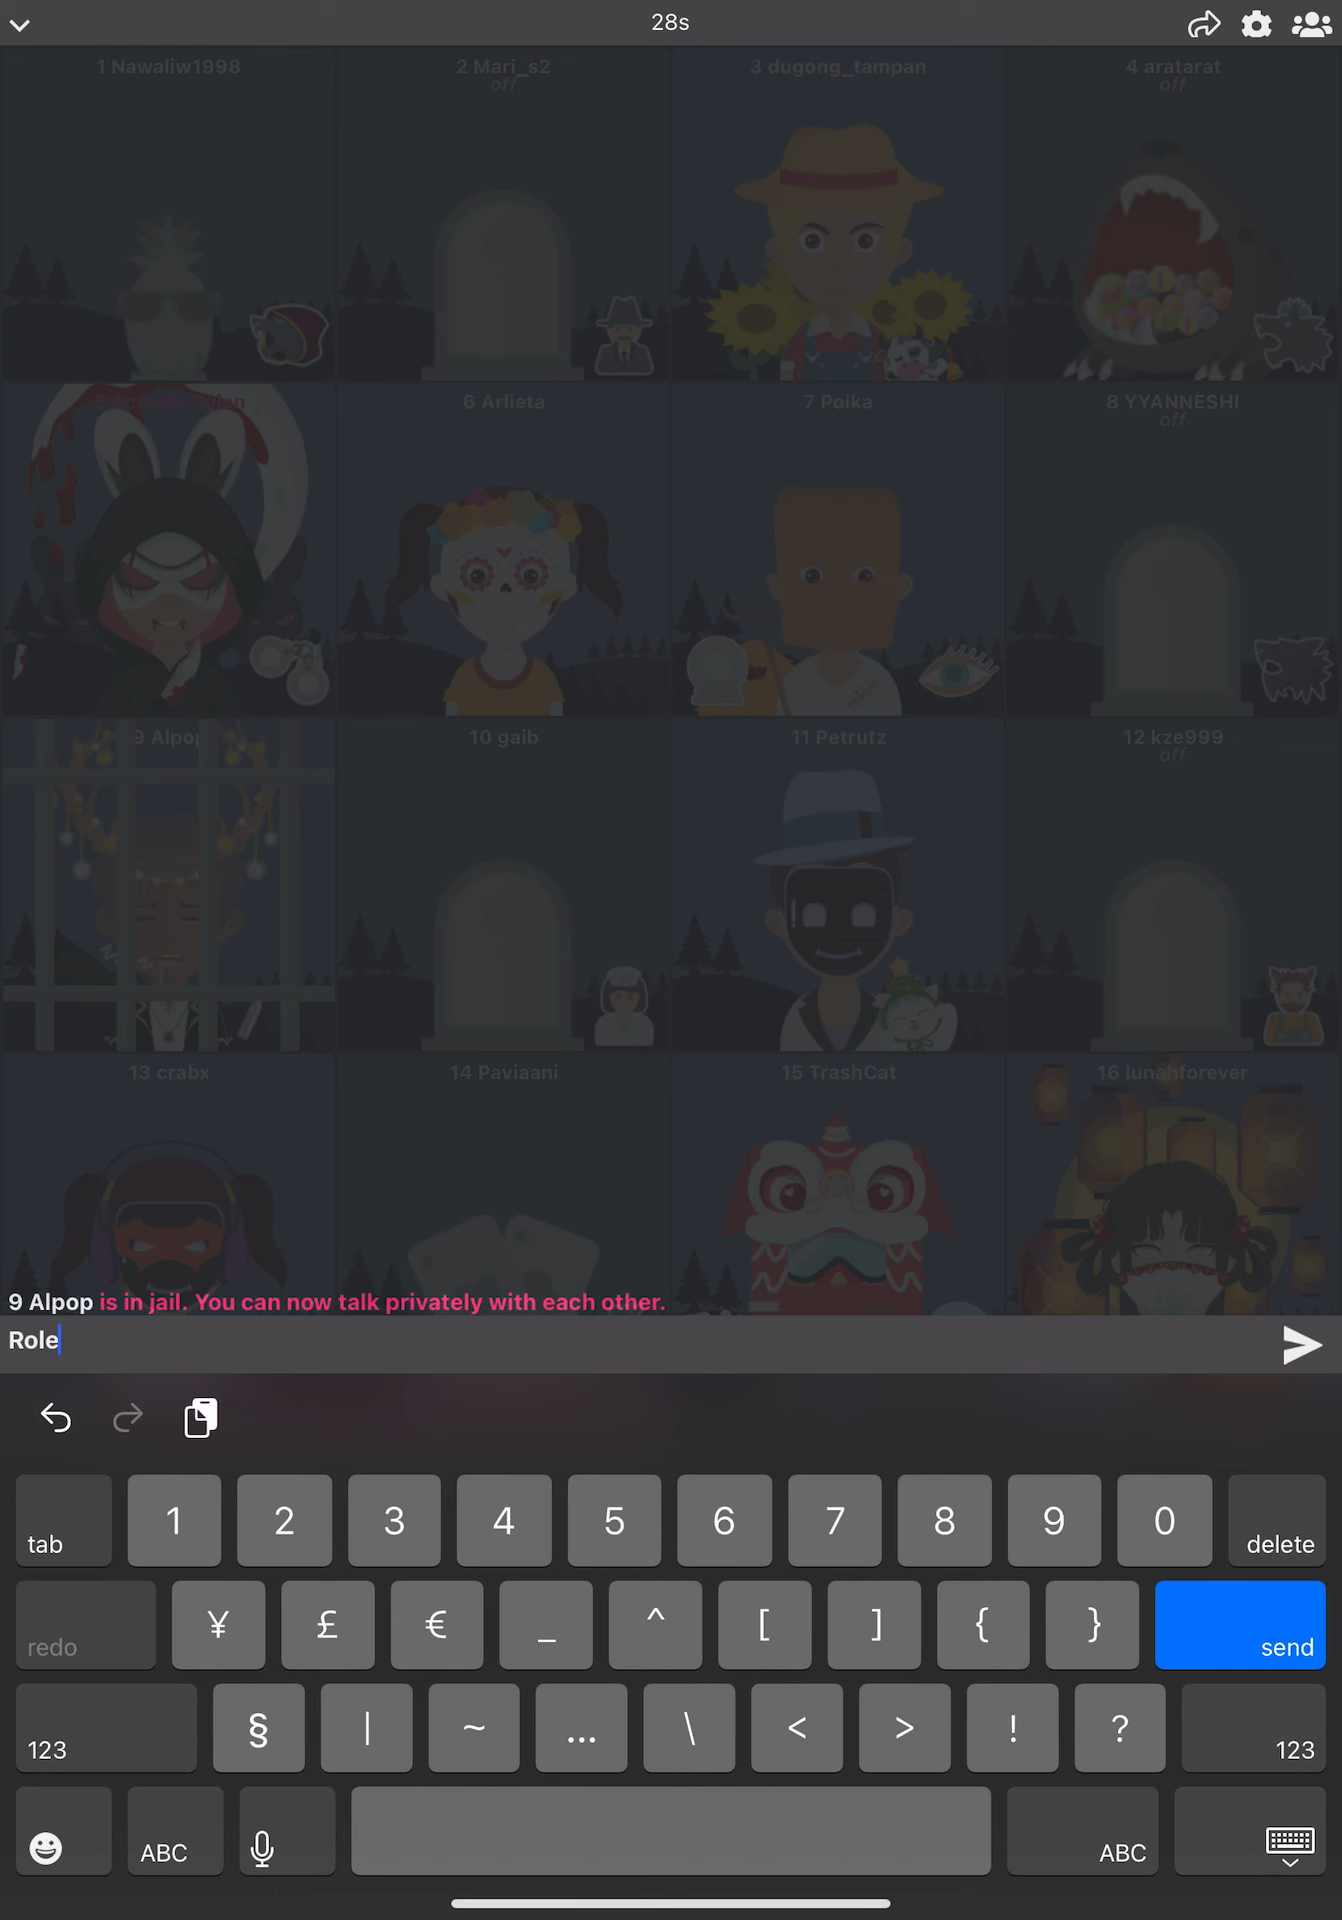 28s
1 Nawaliw1998
2 Mari_s2
off
3 dugong_tampan
4 aratarat
off
6 Arlieta
7 Poika
8 YYANNESHI
off
9 Alpop
10 gaib
11 Petrutz
12 kze999
off
13 crabx
14 Paviaani
15 TrashCat
16 lunahforever
9 Alpop is in jail. You can now talk privately with each other.
Role
tab 1 2 3 4 5 6 7 8 9 0 delete
redo ¥ £ € _ ^ [ ] { } send
123 § | ~ … \ < > ! ? 123
ABC ABC